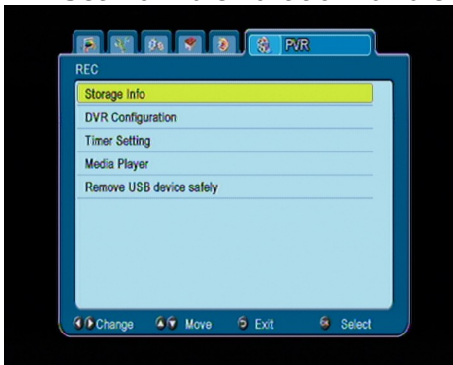 PVR
REC
Storage Info
DVR Configuration
Timer Setting
Media Player
Remove USB device safely
Change Move Exit Select